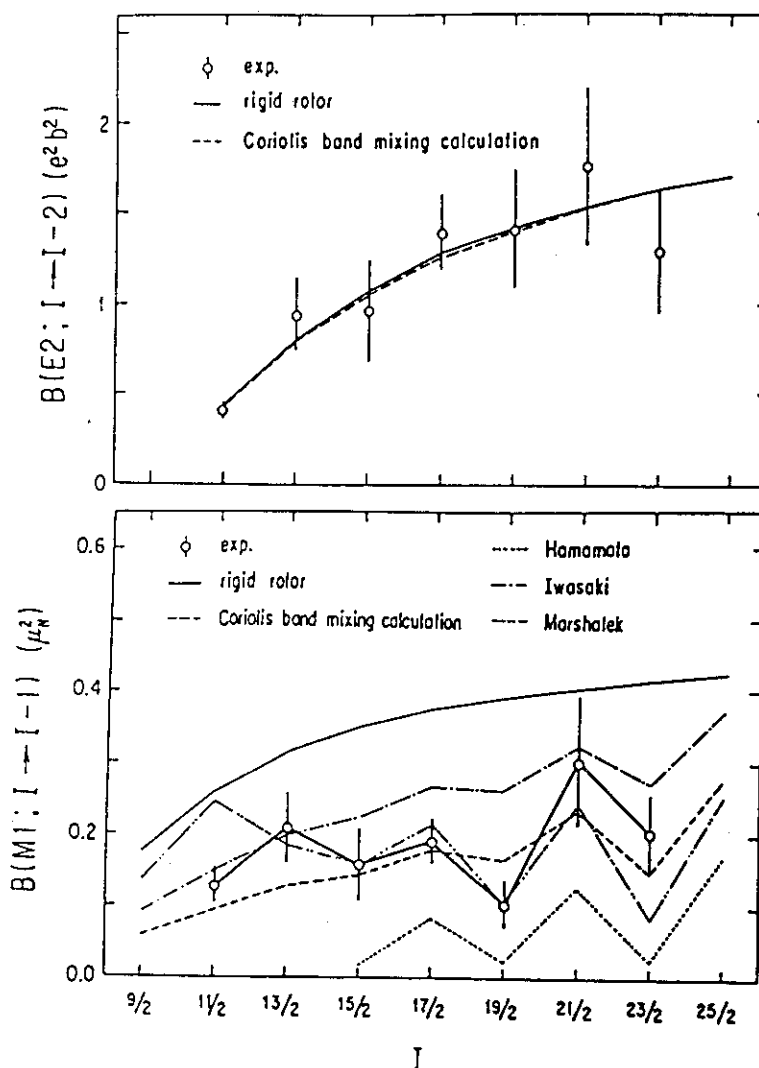 exp.
rigid rotor
Coriolis band mixing calculation
B(E2; I→I-2) (e²b²)
2
1
0
exp.
rigid rotor
Coriolis band mixing calculation
Hamamoto
Iwasaki
Marshalek
B(M1; I→I-1) (μ_N²)
0.6
0.4
0.2
0.0
9/2 11/2 13/2 15/2 17/2 19/2 21/2 23/2 25/2
I